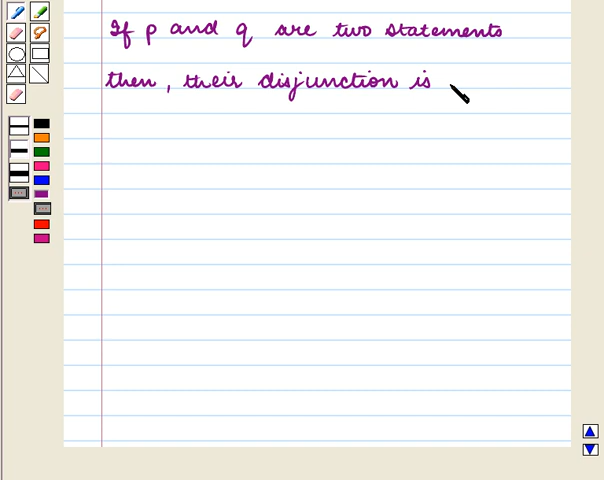 If p and q are two statements
then, their disjunction is